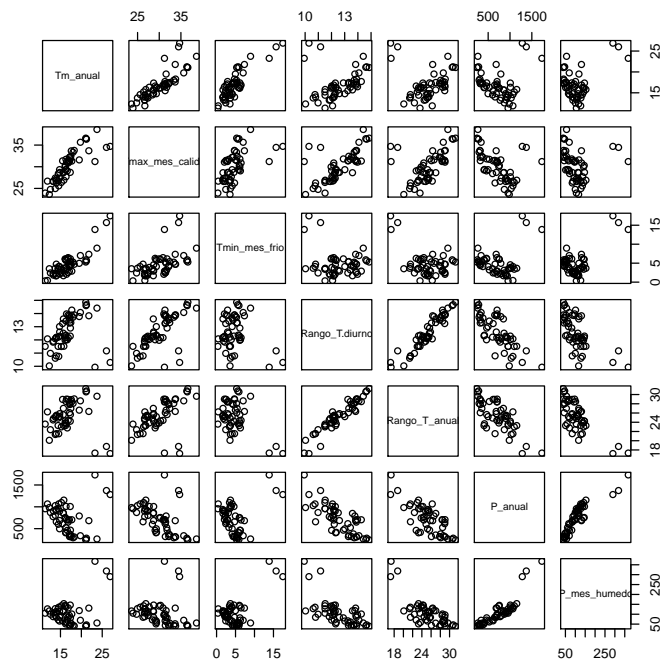 25 35 10 13 500 1500
Tm_anual
15 25
25 35
max_mes_calid
Tmin_mes_frio
0 5 15
10 13
Rango_T.diurno
Rango_T_anual
18 24 30
500 1500
P_anual
P_mes_humedo
50 250
15 25 0 5 15 18 24 30 50 250